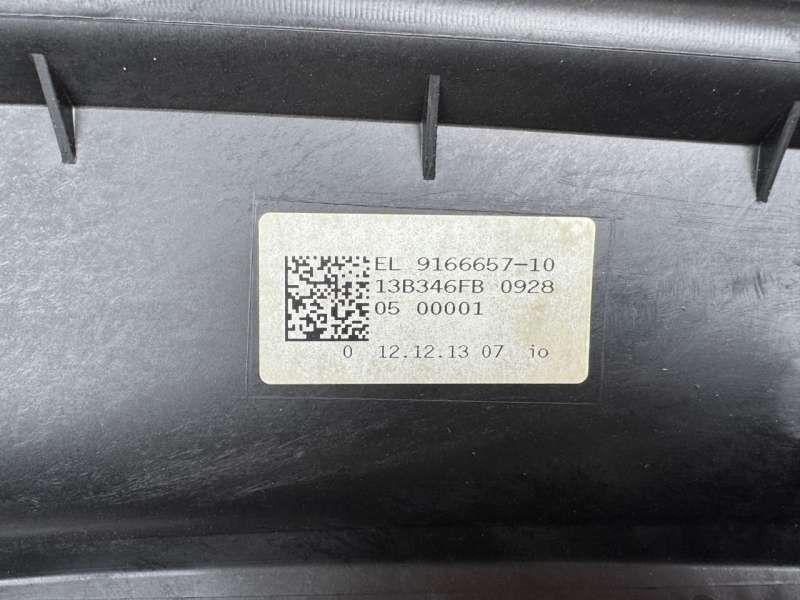 EL 9166657-10
13B346FB 0928
05 00001
0 12.12.13 07 io